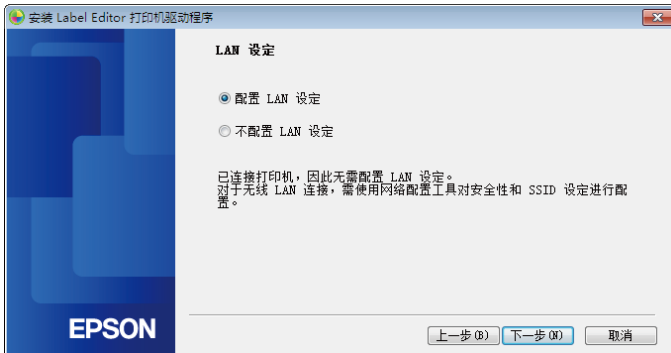 安装 Label Editor 打印机驱动程序
LAN 设定
配置 LAN 设定
不配置 LAN 设定
已连接打印机，因此无需配置 LAN 设定。
对于无线 LAN 连接，需使用网络配置工具对安全性和 SSID 设定进行配
置。
EPSON
上一步(B) 下一步(N) 取消